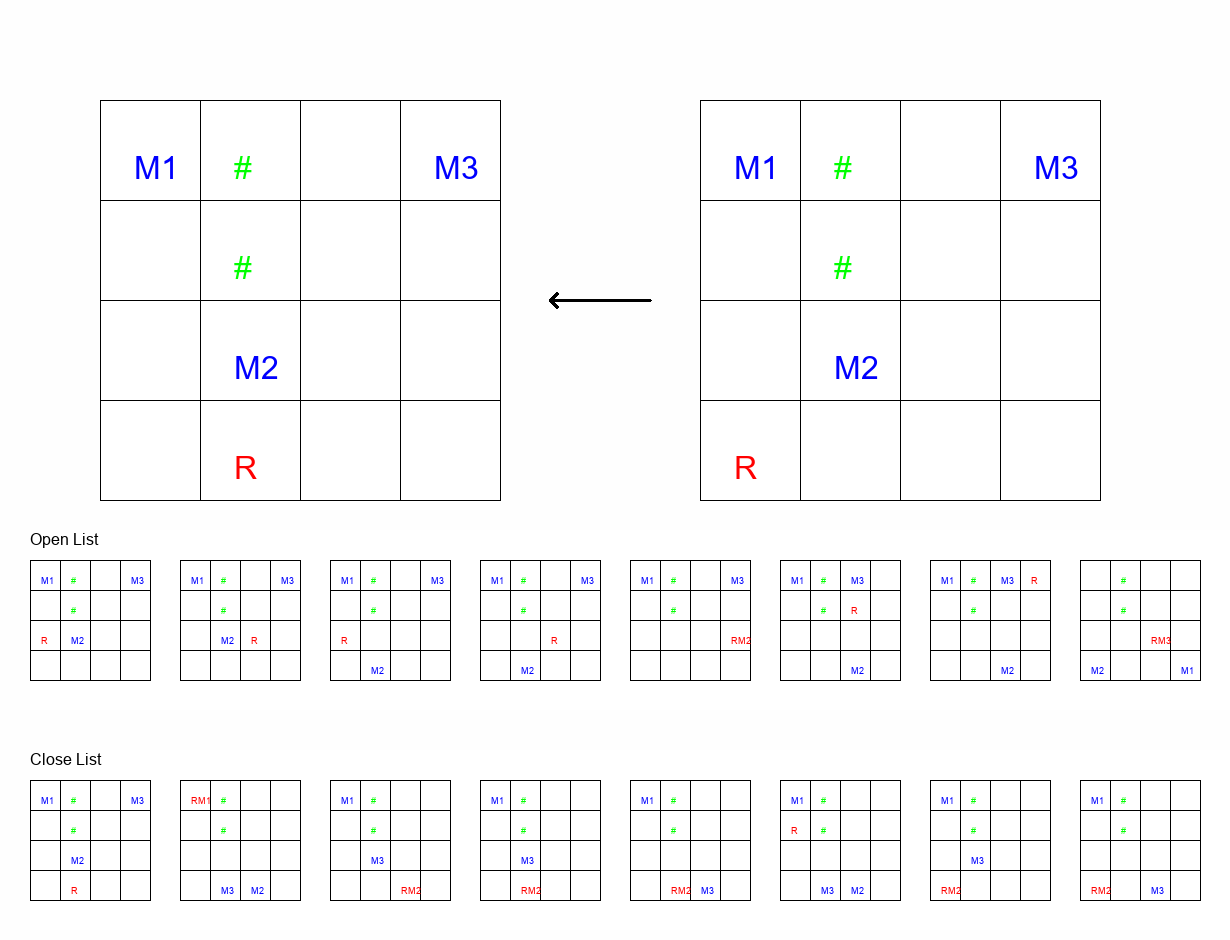 M1 # M3 M1 # M3
# #
M2 M2
R R
Open List
M1 # M3 M1 # M3 M1 # M3 M1 # M3 M1 # M3 M1 # M3 M1 # M3 R #
# # # # # # R # #
R M2 M2 R R R RM2 RM3
M2 M2 M2 M2 M2 M1
Close List
M1 # M3 RM1 # M1 # M1 # M1 # M1 # M1 # M1 #
# # # # # R # # #
M2 M3 M3 M3
R M3 M2 RM2 RM2 RM2 M3 M3 M2 RM2 RM2 M3